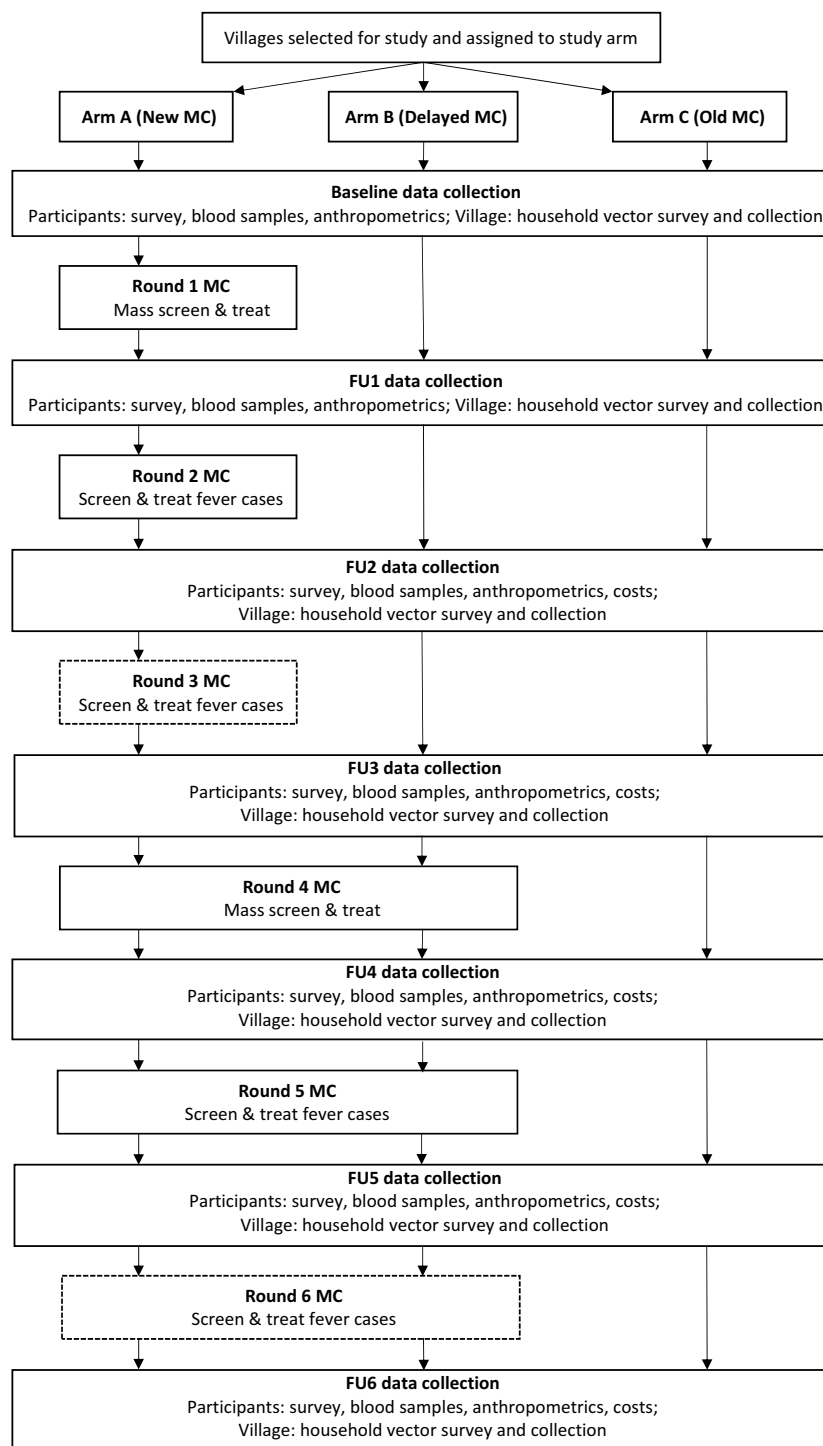 Villages selected for study and assigned to study arm
Arm A (New MC)
Arm B (Delayed MC)
Arm C (Old MC)
Baseline data collection
Participants: survey, blood samples, anthropometrics; Village: household vector survey and collection
Round 1 MC
Mass screen & treat
FU1 data collection
Participants: survey, blood samples, anthropometrics; Village: household vector survey and collection
Round 2 MC
Screen & treat fever cases
FU2 data collection
Participants: survey, blood samples, anthropometrics, costs;
Village: household vector survey and collection
Round 3 MC
Screen & treat fever cases
FU3 data collection
Participants: survey, blood samples, anthropometrics, costs;
Village: household vector survey and collection
Round 4 MC
Mass screen & treat
FU4 data collection
Participants: survey, blood samples, anthropometrics, costs;
Village: household vector survey and collection
Round 5 MC
Screen & treat fever cases
FU5 data collection
Participants: survey, blood samples, anthropometrics, costs;
Village: household vector survey and collection
Round 6 MC
Screen & treat fever cases
FU6 data collection
Participants: survey, blood samples, anthropometrics, costs;
Village: household vector survey and collection